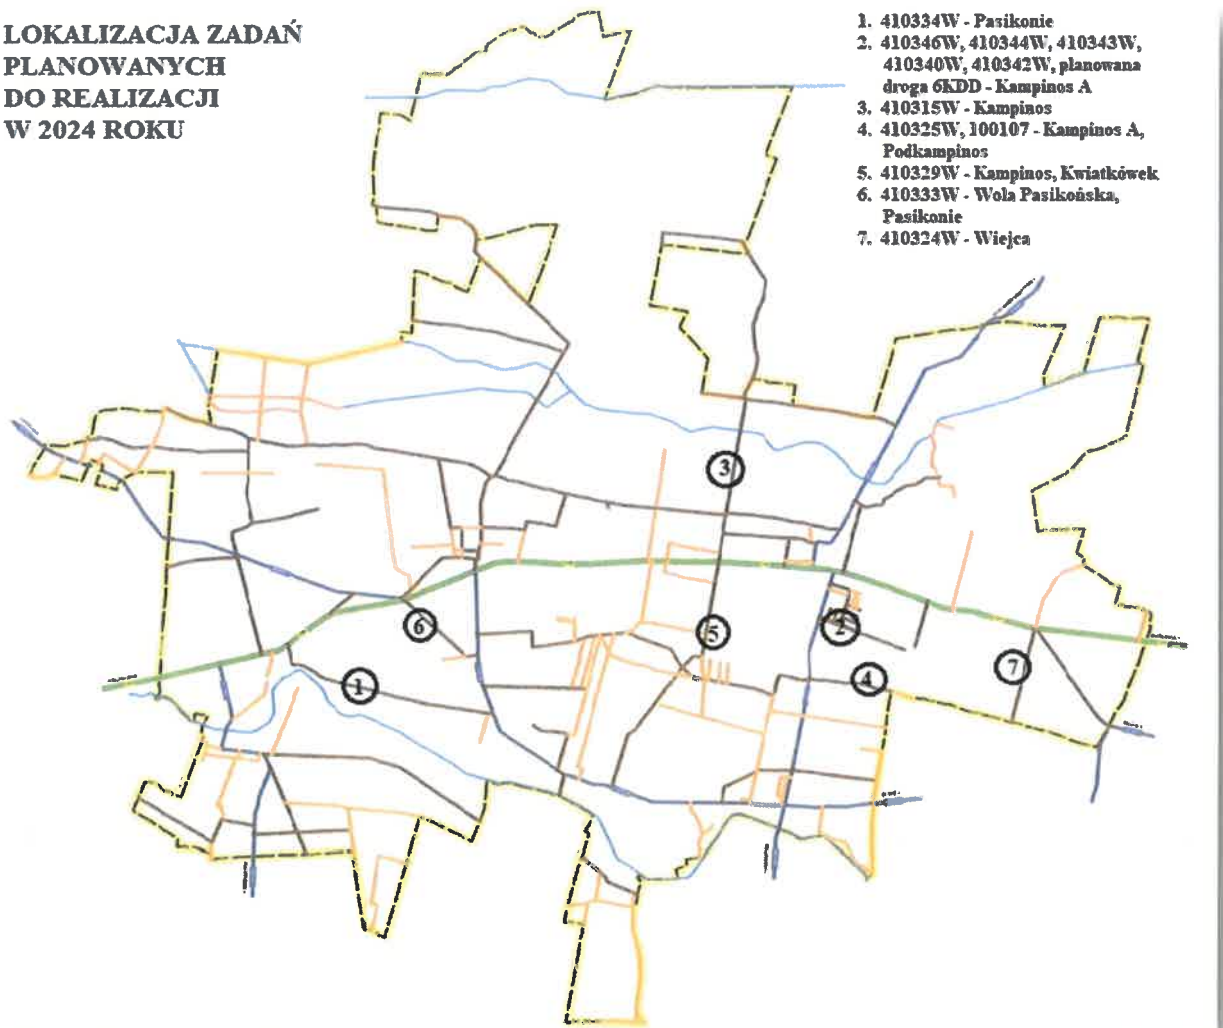 LOKALIZACJA ZADAŃ
PLANOWANYCH
DO REALIZACJI
W 2024 ROKU
1. 410334W - Pasikonie
2. 410346W, 410344W, 410343W,
410340W, 410342W, planowana
droga 6KDD - Kampinos A
3. 410315W - Kampinos
4. 410325W, 100107 - Kampinos A,
Podkampinos
5. 410329W - Kampinos, Kwiatkówek
6. 410333W - Wola Pasikońska,
Pasikonie
7. 410324W - Wiejca
3
6
5
2
1
4
7